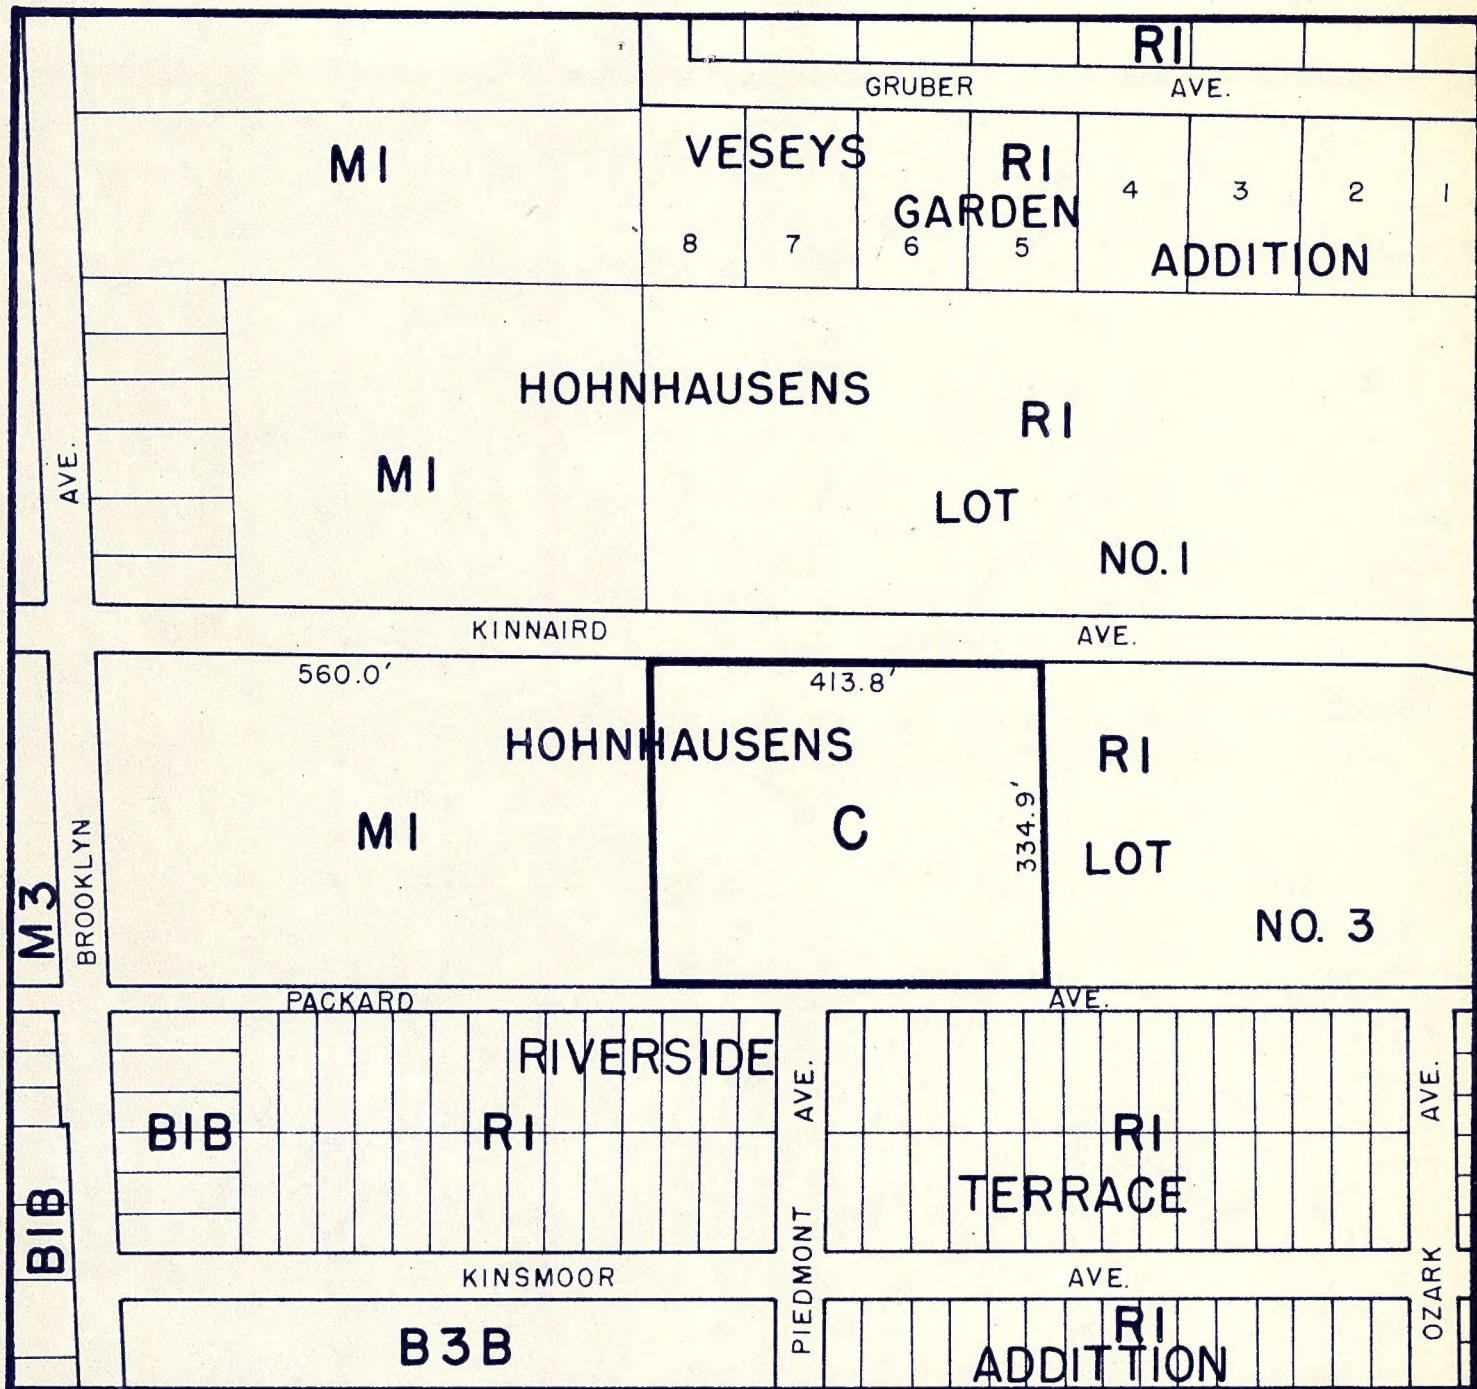 RI
GRUBER AVE.
MI
VESEYS RI
GARDEN
ADDITION
8 7 6 5 4 3 2 1
HOHNHAUSENS
RI
MI
LOT
NO. I
AVE.
KINNAIRD AVE.
560.0' 413.8'
HOHNHAUSENS
RI
MI
C
334.9'
LOT
NO. 3
M3
BROOKLYN
PACKARD AVE.
RIVERSIDE
AVE.
AVE.
BIB
RI
RI
TERRACE
BIB
KINSMOOR AVE.
PIEDMONT
OZARK
B3B
RI
ADDITTION